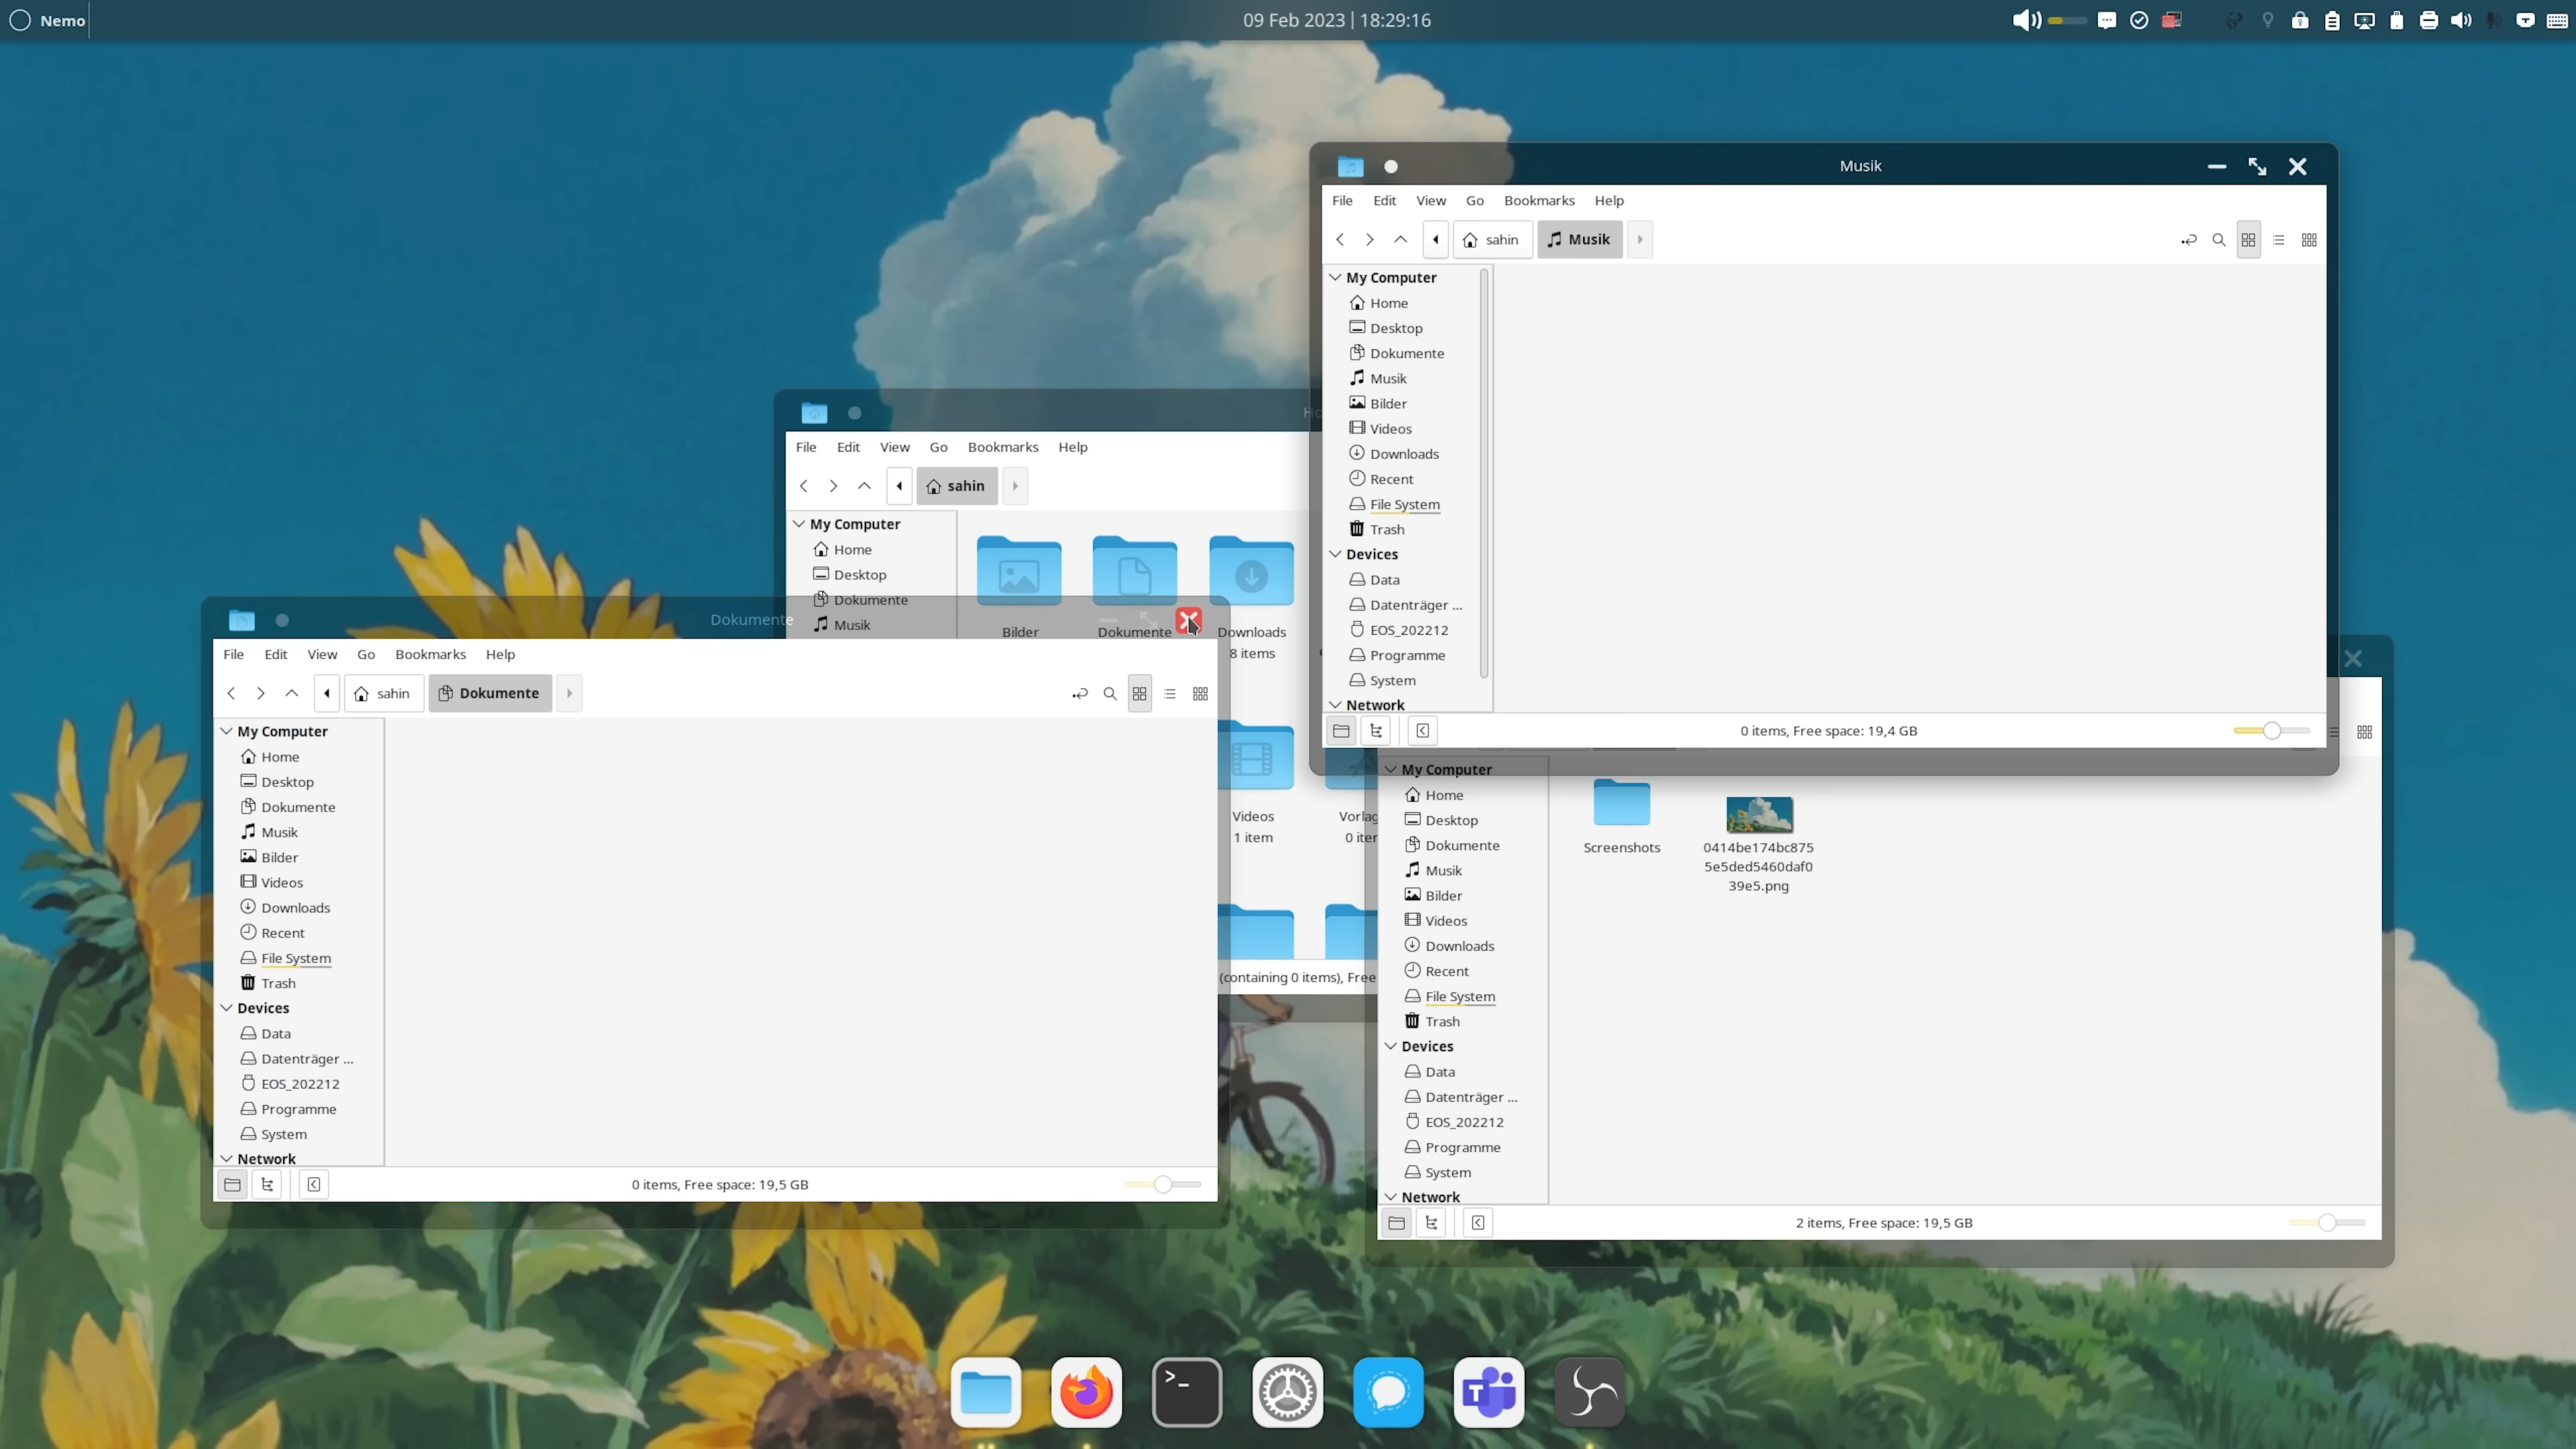 Nemo
09 Feb 2023 | 18:29:16
Musik
File Edit View Go Bookmarks Help
sahin Musik
My Computer
Home
Desktop
Dokumente
Musik
Bilder
Videos
Downloads
Recent
File System
Trash
Devices
Data
Datenträger ...
EOS_202212
Programme
System
Network
0 items, Free space: 19,4 GB
File Edit View Go Bookmarks Help
sahin
My Computer
Home
Desktop
Dokumente
Musik
Bilder
Dokumente
Downloads
8 items
Videos
1 item
(containing 0 items), Free
Dokumente
File Edit View Go Bookmarks Help
sahin Dokumente
My Computer
Home
Desktop
Dokumente
Musik
Bilder
Videos
Downloads
Recent
File System
Trash
Devices
Data
Datenträger ...
EOS_202212
Programme
System
Network
0 items, Free space: 19,5 GB
My Computer
Home
Desktop
Dokumente
Musik
Bilder
Videos
Downloads
Recent
File System
Trash
Devices
Data
Datenträger ...
EOS_202212
Programme
System
Network
Screenshots
0414be174bc875
5e5ded5460daf0
39e5.png
2 items, Free space: 19,5 GB